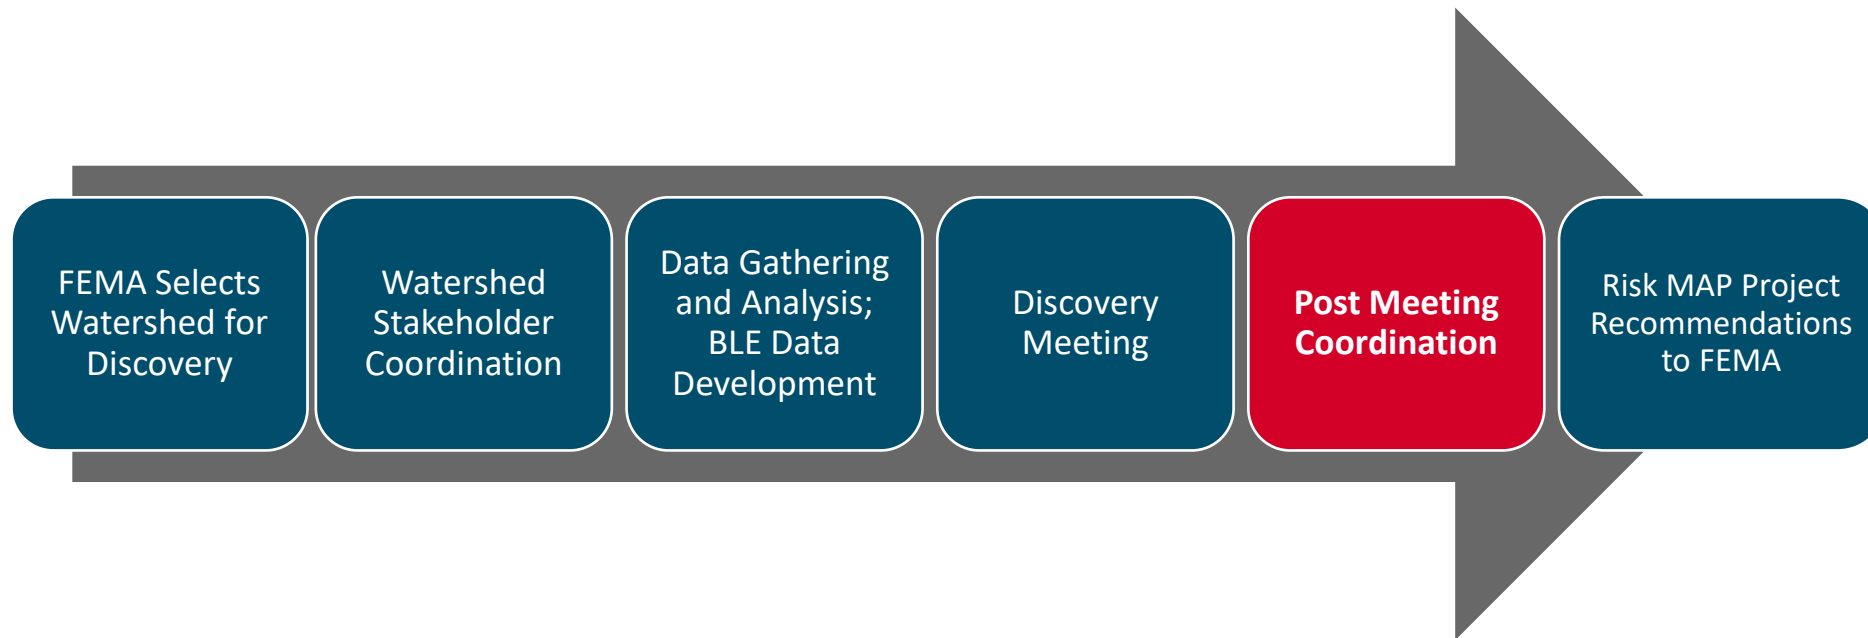 FEMA Selects
Watershed for
Discovery
Watershed
Stakeholder
Coordination
Data Gathering
and Analysis;
BLE Data
Development
Discovery
Meeting
Post Meeting
Coordination
Risk MAP Project
Recommendations
to FEMA